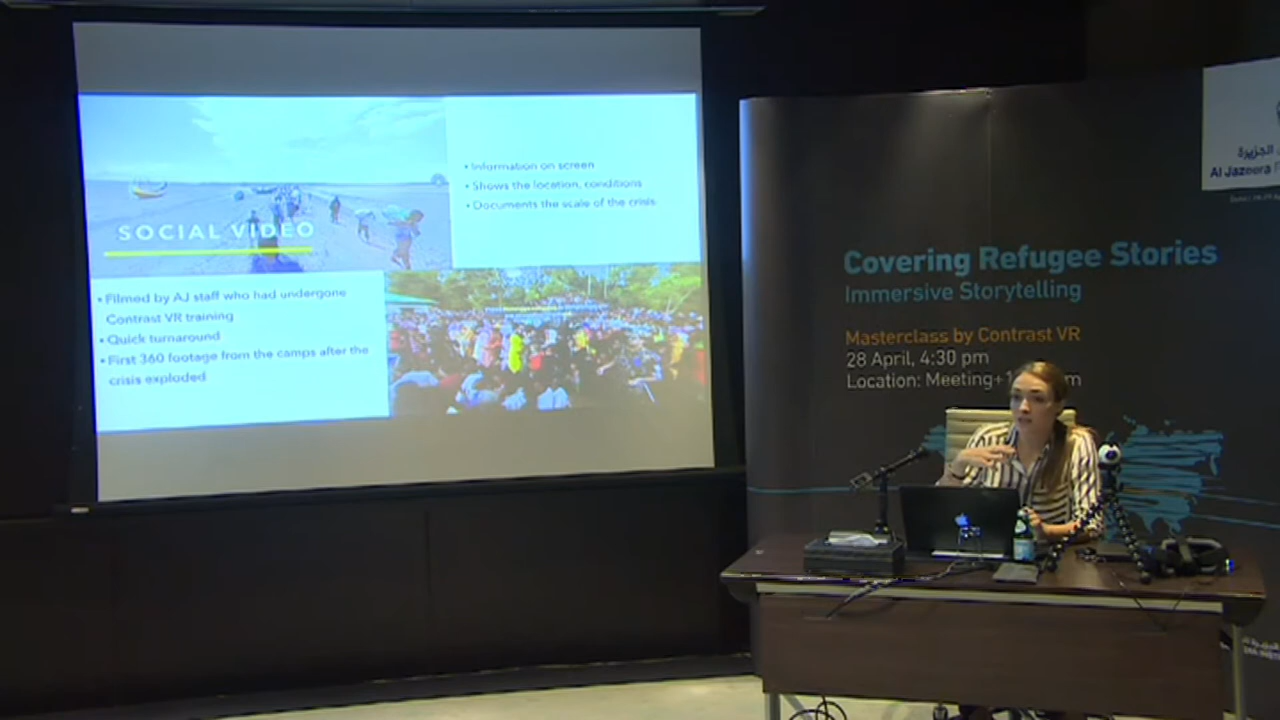 • Information on screen
• Shows the location, conditions
• Documents the scale of the crisis
SOCIAL VIDEO
• Filmed by AJ staff who had undergone
Contrast VR training
• Quick turnaround
• First 360 footage from the camps after the
crisis exploded
الجزيرة
Al Jazeera
Covering Refugee Stories
Immersive Storytelling
Masterclass by Contrast VR
28 April, 4:30 pm
Location: Meeting+